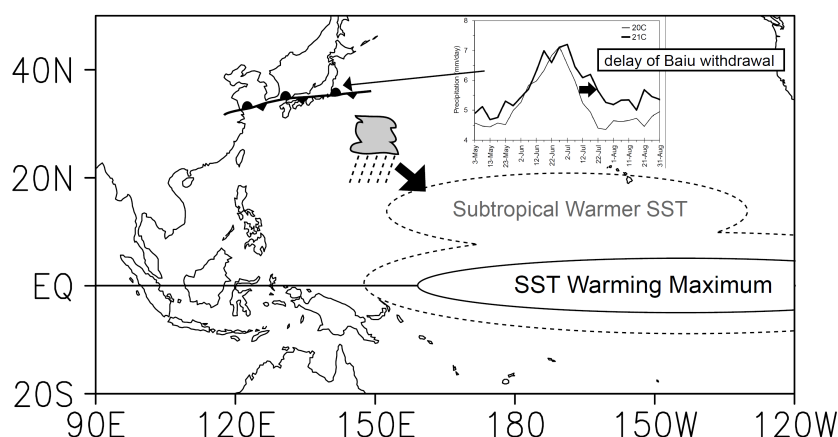 20C
21C
delay of Baiu withdrawal
Precipitation (mm/day)
8
7
6
5
4
3-May
13-May
23-May
2-Jun
12-Jun
22-Jun
2-Jul
12-Jul
22-Jul
1-Aug
11-Aug
21-Aug
31-Aug
40N
20N
EQ
20S
Subtropical Warmer SST
SST Warming Maximum
90E 120E 150E 180 150W 120W